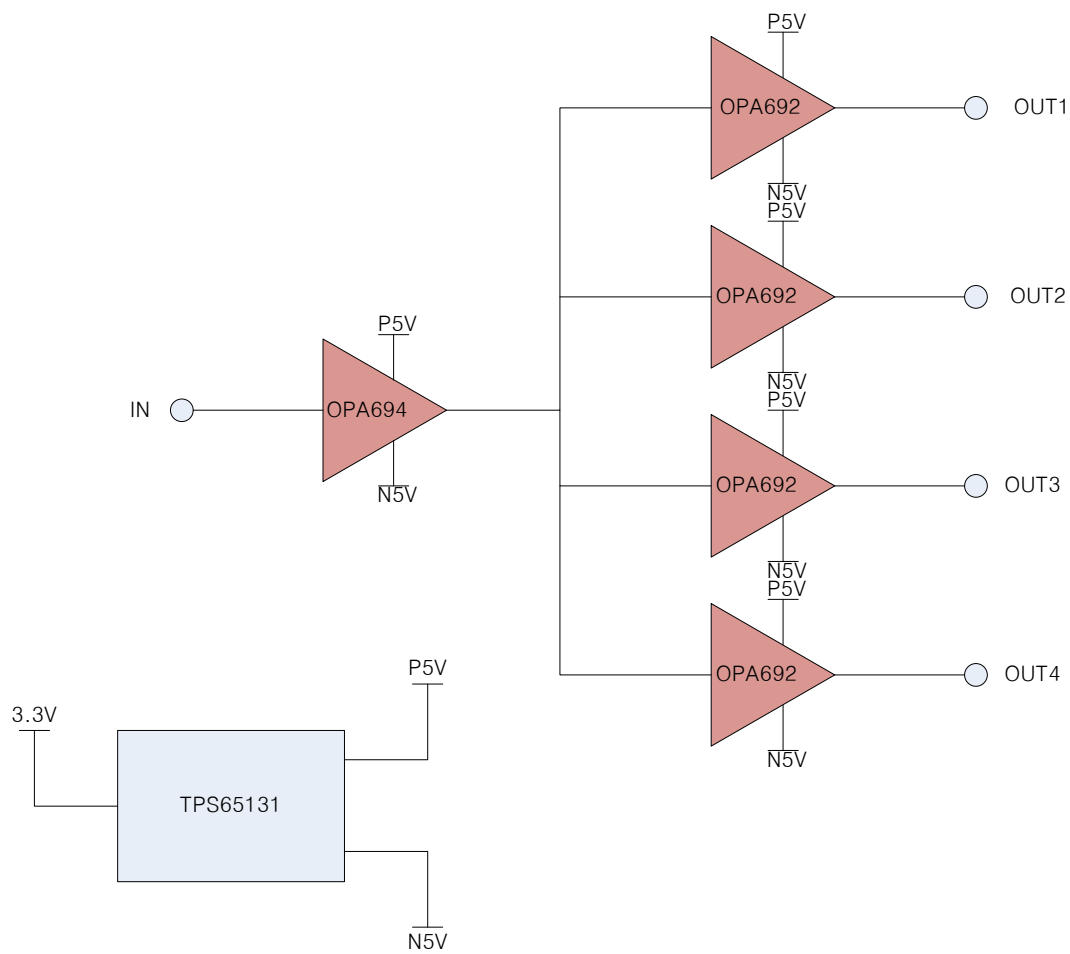 P5V
OPA692
OUT1
N5V
P5V
OPA692
OUT2
N5V
P5V
IN
OPA694
N5V
P5V
OPA692
OUT3
N5V
P5V
OPA692
OUT4
N5V
P5V
3.3V
TPS65131
N5V